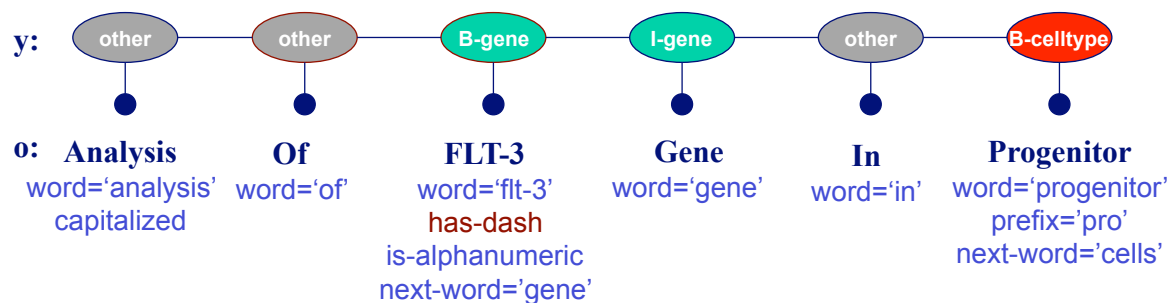 y: other other B-gene I-gene other B-celltype
o: Analysis Of FLT-3 Gene In Progenitor
word=‘analysis’ word=‘of’ word=‘flt-3’ word=‘gene’ word=‘in’ word=‘progenitor’
capitalized has-dash prefix=‘pro’
is-alphanumeric next-word=‘cells’
next-word=‘gene’